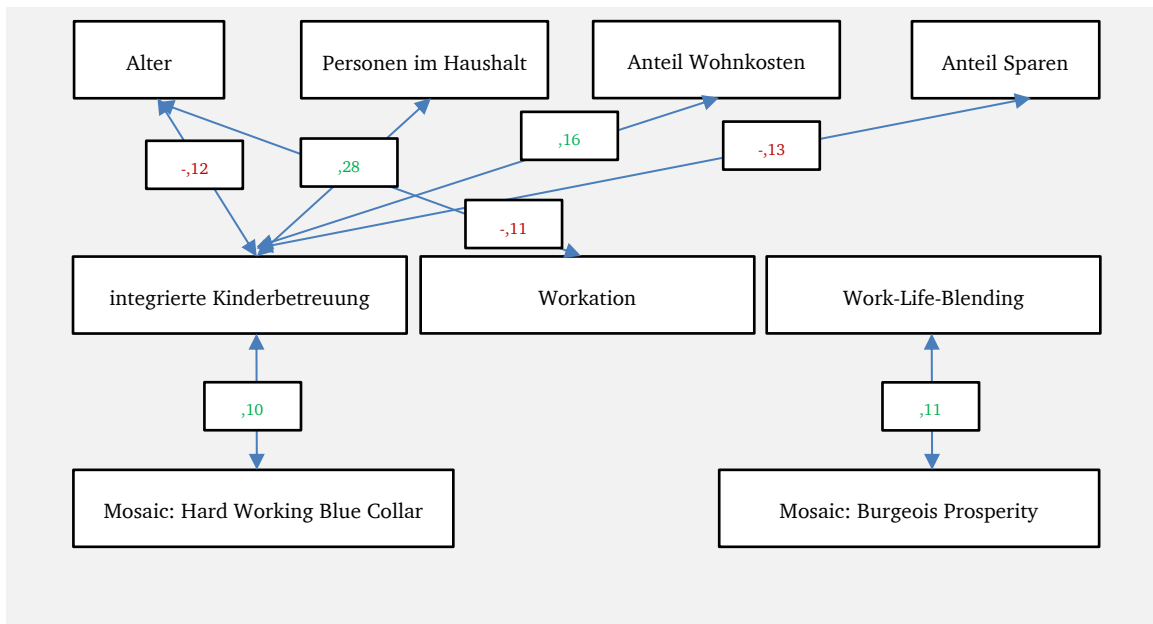 Alter
Personen im Haushalt
Anteil Wohnkosten
Anteil Sparen
-,12
,28
,16
-,13
-,11
integrierte Kinderbetreuung
Workation
Work-Life-Blending
,10
,11
Mosaic: Hard Working Blue Collar
Mosaic: Burgeois Prosperity